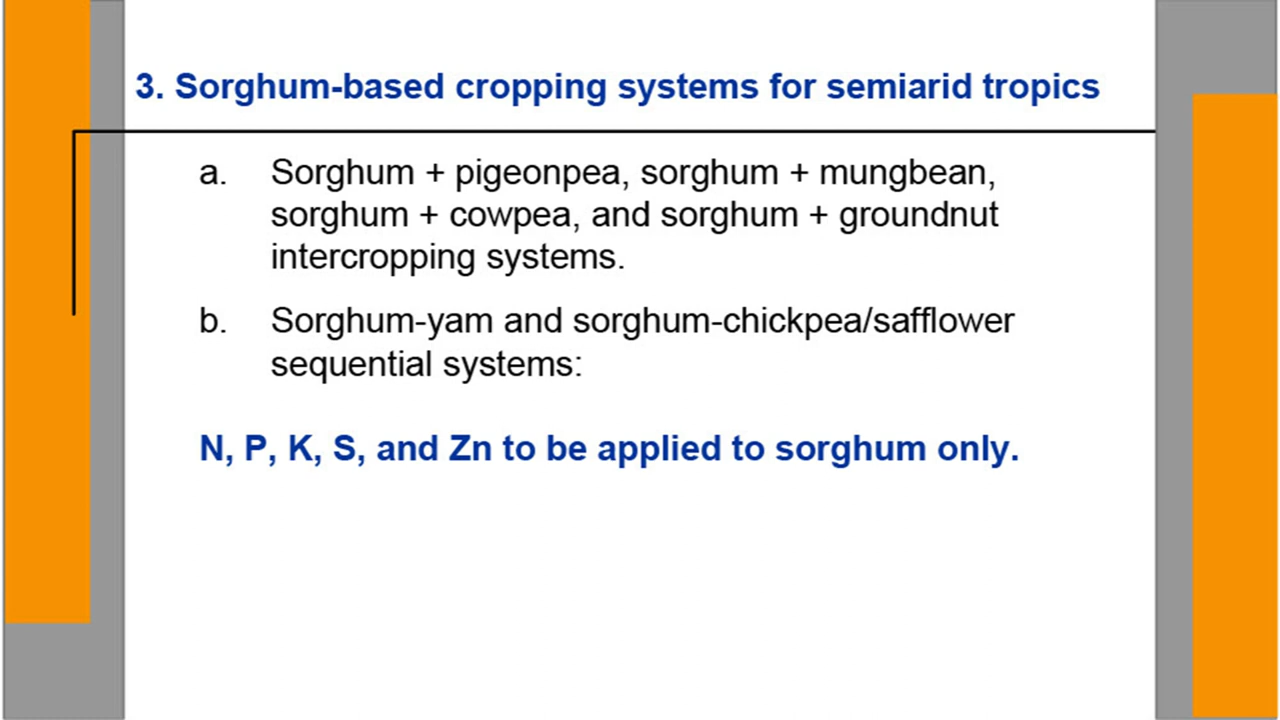 3. Sorghum-based cropping systems for semiarid tropics
a. Sorghum + pigeonpea, sorghum + mungbean,
sorghum + cowpea, and sorghum + groundnut
intercropping systems.
b. Sorghum-yam and sorghum-chickpea/safflower
sequential systems:
N, P, K, S, and Zn to be applied to sorghum only.